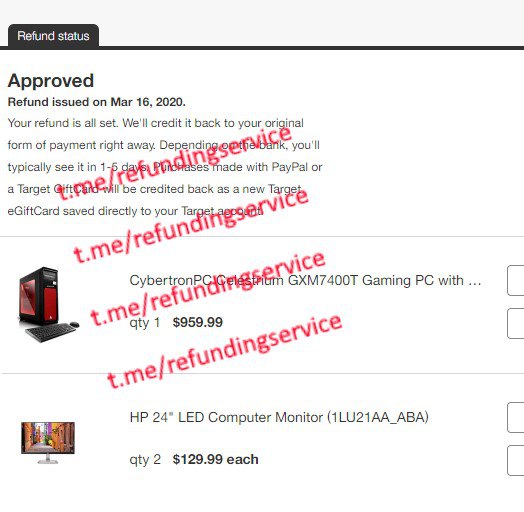 Refund status
Approved
Refund issued on Mar 16, 2020.
Your refund is all set. We'll credit it back to your original
form of payment right away. Depending on the bank, you'll
typically see it in 1-5 days. Purchases made with PayPal or
a Target GiftCard will be credited back as a new Target
eGiftCard saved directly to your Target account.
t.me/refundingservice
t.me/refundingservice
t.me/refundingservice
t.me/refundingservice
CybertronPC Celestrium GXM7400T Gaming PC with ...
qty 1 $959.99
HP 24" LED Computer Monitor (1LU21AA_ABA)
qty 2 $129.99 each